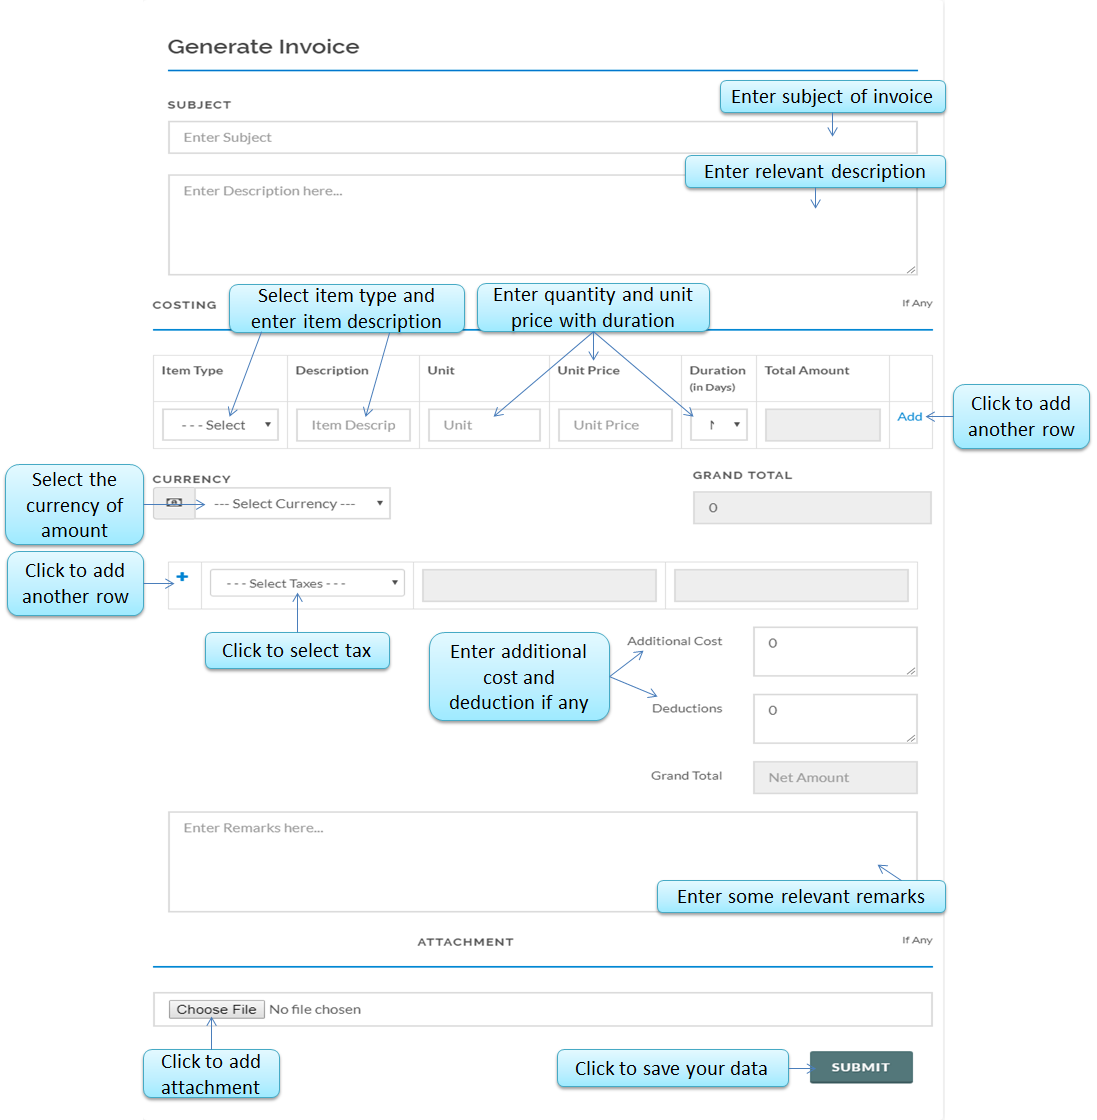 Generate Invoice
Enter subject of invoice
SUBJECT
Enter Subject
Enter relevant description
Enter Description here...
Select item type and
enter item description
Enter quantity and unit
price with duration
COSTING
If Any
Item Type
Description
Unit
Unit Price
Duration
(in Days)
Total Amount
- - - Select
Item Descrip
Unit
Unit Price
Add
Click to add
another row
Select the
currency of
amount
CURRENCY
--- Select Currency ---
GRAND TOTAL
0
Click to add
another row
+
- - - Select Taxes - - -
Click to select tax
Enter additional
cost and
deduction if any
Additional Cost
0
Deductions
0
Grand Total
Net Amount
Enter Remarks here...
Enter some relevant remarks
ATTACHMENT
If Any
Choose File No file chosen
Click to add
attachment
Click to save your data
SUBMIT